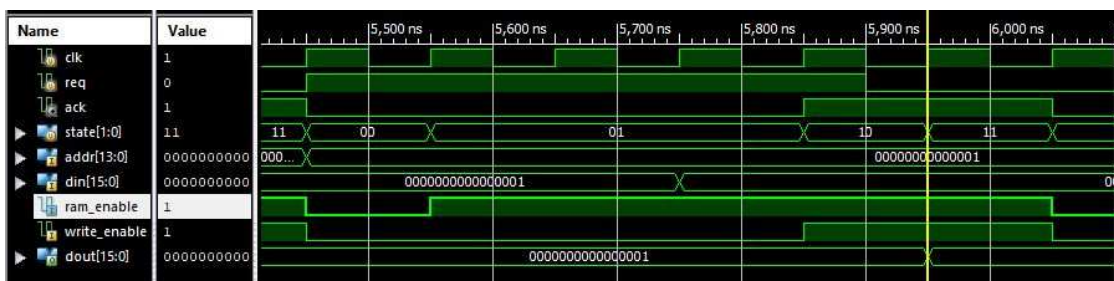 Name Value 5,500 ns 5,600 ns 5,700 ns 5,800 ns 5,900 ns 6,000 ns
clk 1
req 0
ack 1
state[1:0] 11 11 00 01 10 11
addr[13:0] 0000000000 000... 00000000000001
din[15:0] 0000000000 0000000000000001 0
ram_enable 1
write_enable 1
dout[15:0] 0000000000 0000000000000001